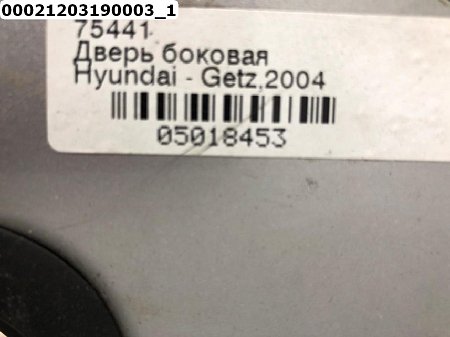 00021203190003_1
75441
Дверь боковая
Hyundai - Getz,2004
05018453